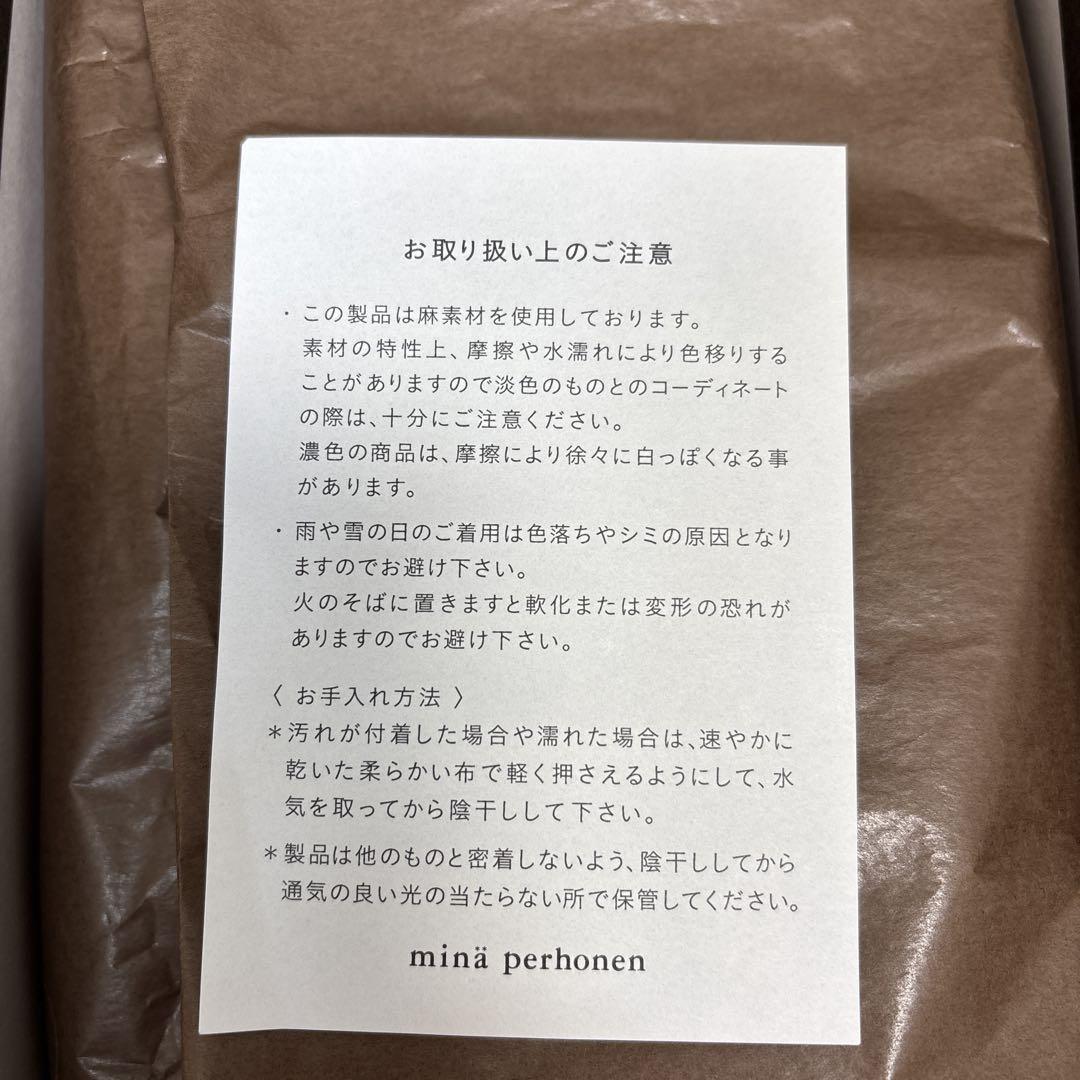 お取り扱い上のご注意
・この製品は麻素材を使用しております。
素材の特性上、摩擦や水濡れにより色移りする
ことがありますので淡色のものとのコーディネート
の際は、十分にご注意ください。
濃色の商品は、摩擦により徐々に白っぽくなる事
があります。
・雨や雪の日のご着用は色落ちやシミの原因となり
ますのでお避け下さい。
火のそばに置きますと軟化または変形の恐れが
ありますのでお避け下さい。
〈 お手入れ方法 〉
＊汚れが付着した場合や濡れた場合は、速やかに
乾いた柔らかい布で軽く押さえるようにして、水
気を取ってから陰干しして下さい。
＊製品は他のものと密着しないよう、陰干ししてから
通気の良い光の当たらない所で保管してください。
minä perhonen